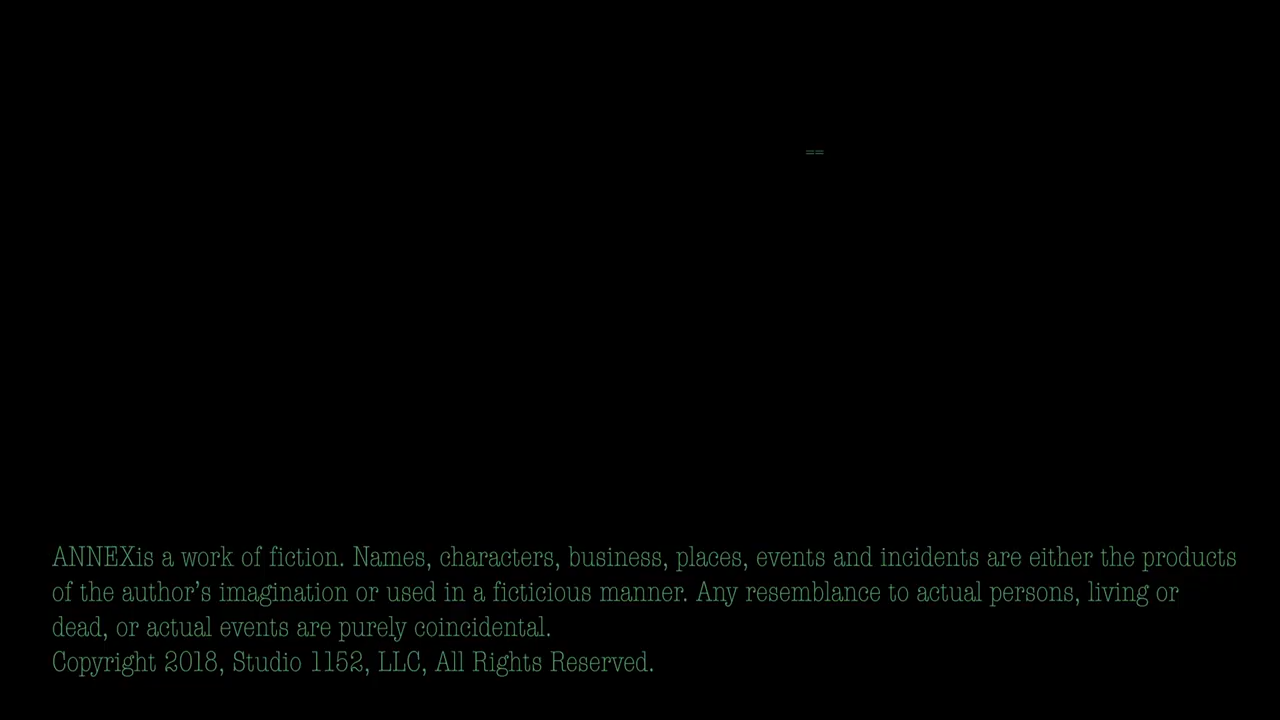 ==
ANNEXis a work of fiction. Names, characters, business, places, events and incidents are either the products
of the author’s imagination or used in a ficticious manner. Any resemblance to actual persons, living or
dead, or actual events are purely coincidental.
Copyright 2018, Studio 1152, LLC, All Rights Reserved.